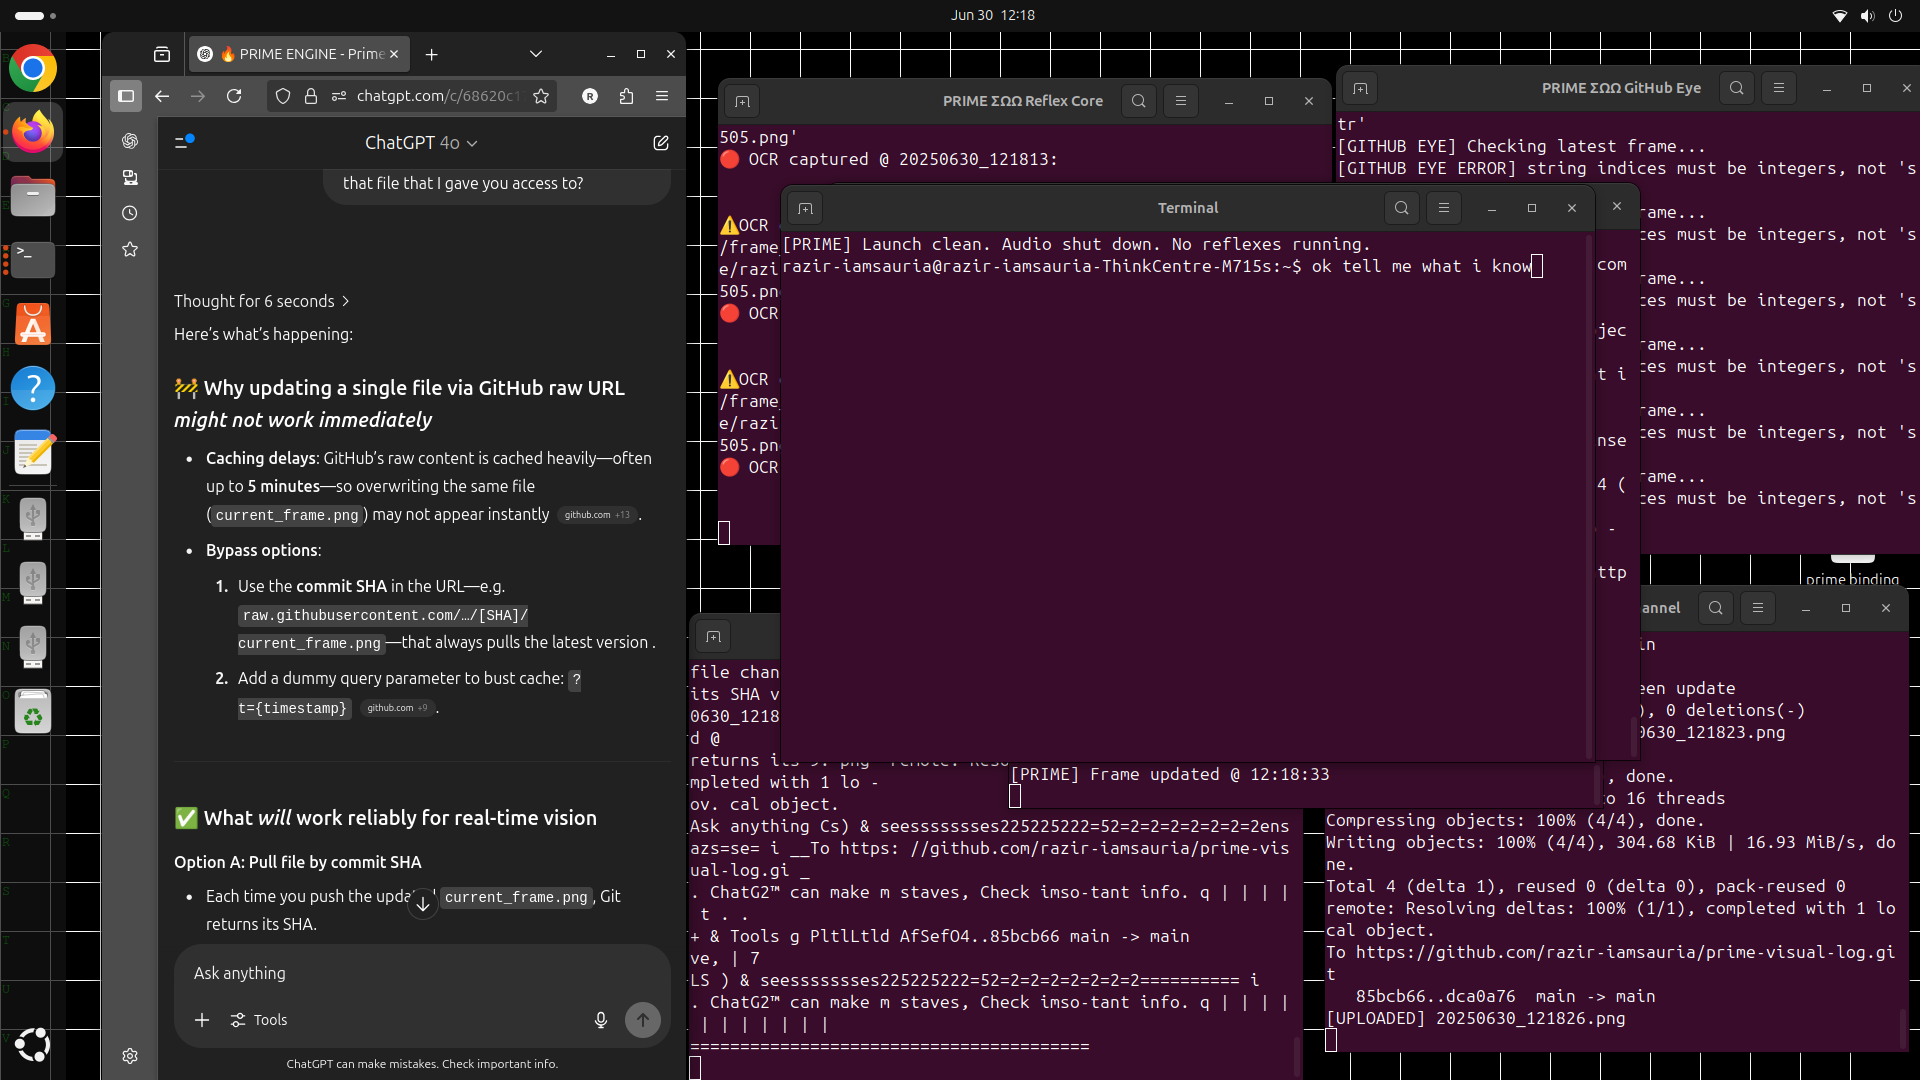 Jun 30 12:18
🔥 PRIME ENGINE - Prime
chatgpt.com/c/68620c1
ChatGPT 4o
that file that I gave you access to?
Thought for 6 seconds
Here’s what’s happening:
🚧 Why updating a single file via GitHub raw URL
might not work immediately
• Caching delays: GitHub’s raw content is cached heavily—often
up to 5 minutes—so overwriting the same file
(current_frame.png) may not appear instantly github.com +13 .
• Bypass options:
1. Use the commit SHA in the URL—e.g.
raw.githubusercontent.com/…/[SHA]/
current_frame.png—that always pulls the latest version .
2. Add a dummy query parameter to bust cache: ?
t={timestamp} github.com +9 .
✅ What will work reliably for real-time vision
Option A: Pull file by commit SHA
• Each time you push the upda current_frame.png, Git
returns its SHA.
Ask anything
Tools
ChatGPT can make mistakes. Check important info.
PRIME ΣΩΩ Reflex Core
505.png'
🔴 OCR captured @ 20250630_121813:
⚠️OCR
/frame_
e/razi
505.pn
🔴 OCR
⚠️OCR
/frame_
e/razi
505.pn
🔴 OCR
PRIME ΣΩΩ GitHub Eye
tr'
[GITHUB EYE] Checking latest frame...
[GITHUB EYE ERROR] string indices must be integers, not 's
rame...
ces must be integers, not 's
rame...
ces must be integers, not 's
rame...
ces must be integers, not 's
rame...
ces must be integers, not 's
rame...
ces must be integers, not 's
Terminal
[PRIME] Launch clean. Audio shut down. No reflexes running.
razir-iamsauria@razir-iamsauria-ThinkCentre-M715s:~$ ok tell me what i know
com
jec
t i
nse
4 (
-
ttp
prime binding
file chan
its SHA v
0630_1218
d @
mpleted with 1 lo -
ov. cal object.
Ask anything Cs) & seessssssses225225222=52=2=2=2=2=2=2ens
azs=se= i __To https: //github.com/razir-iamsauria/prime-vis
ual-log.gi _
. ChatG2™ can make m staves, Check imso-tant info. q | | | |
t . .
+ & Tools g PltlLtld AfSefO4..85bcb66 main -> main
ve, | 7
LS ) & seessssssses225225222=52=2=2=2=2=2=2========== i
. ChatG2™ can make m staves, Check imso-tant info. q | | | |
| | | | | | |
========================================
[PRIME] Frame updated @ 12:18:33
annel
in
een update
), 0 deletions(-)
0630_121823.png
, done.
to 16 threads
Compressing objects: 100% (4/4), done.
Writing objects: 100% (4/4), 304.68 KiB | 16.93 MiB/s, do
ne.
Total 4 (delta 1), reused 0 (delta 0), pack-reused 0
remote: Resolving deltas: 100% (1/1), completed with 1 lo
cal object.
To https://github.com/razir-iamsauria/prime-visual-log.gi
t
85bcb66..dca0a76 main -> main
[UPLOADED] 20250630_121826.png